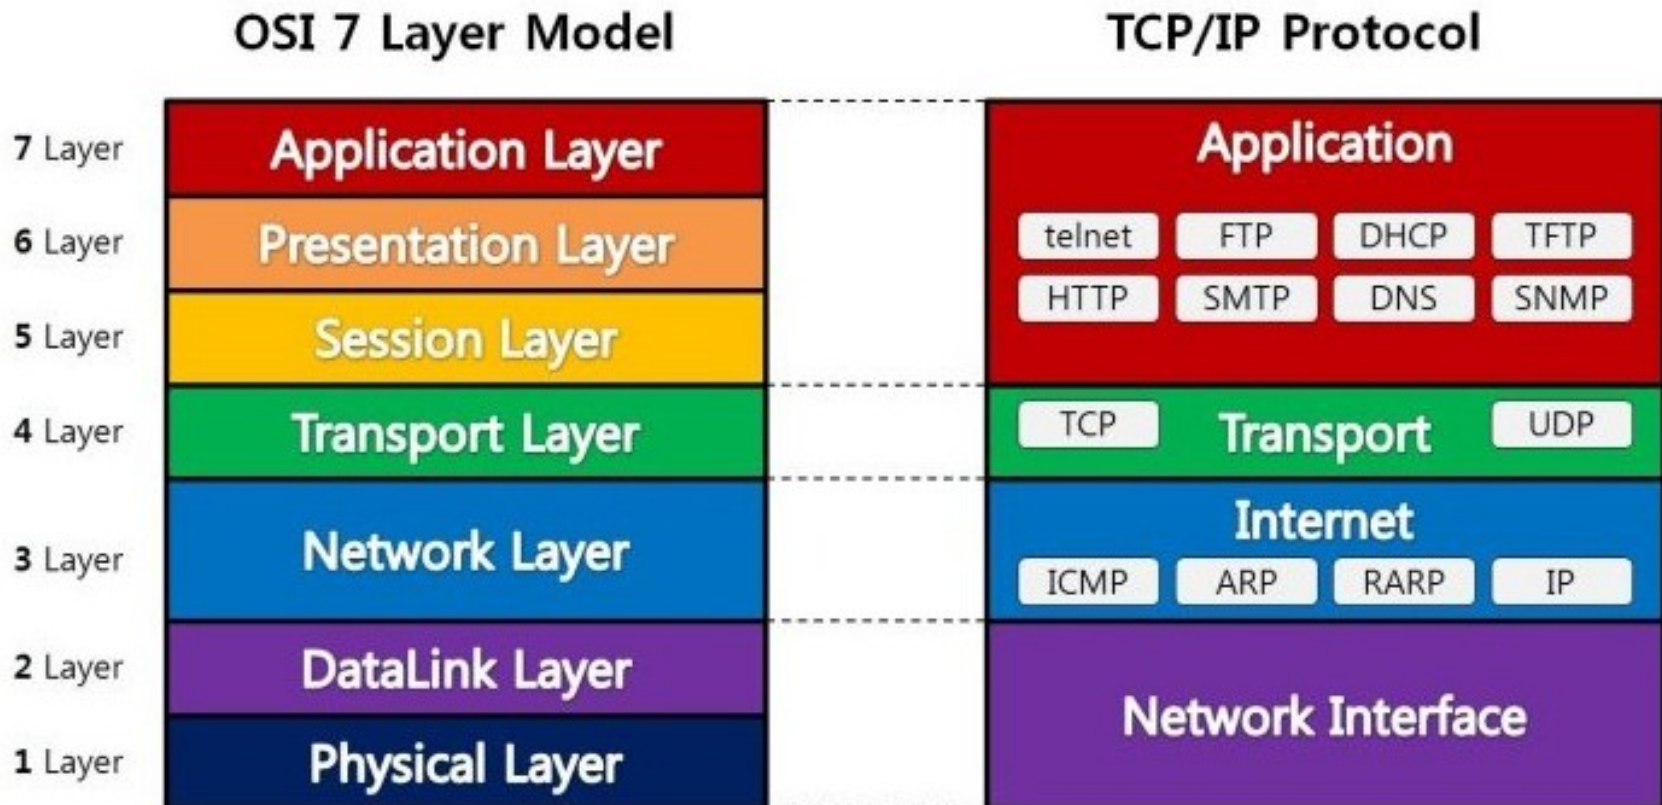 OSI 7 Layer Model
TCP/IP Protocol
7 Layer
Application Layer
6 Layer
Presentation Layer
5 Layer
Session Layer
4 Layer
Transport Layer
3 Layer
Network Layer
2 Layer
DataLink Layer
1 Layer
Physical Layer
Application
telnet FTP DHCP TFTP
HTTP SMTP DNS SNMP
TCP Transport UDP
Internet
ICMP ARP RARP IP
Network Interface